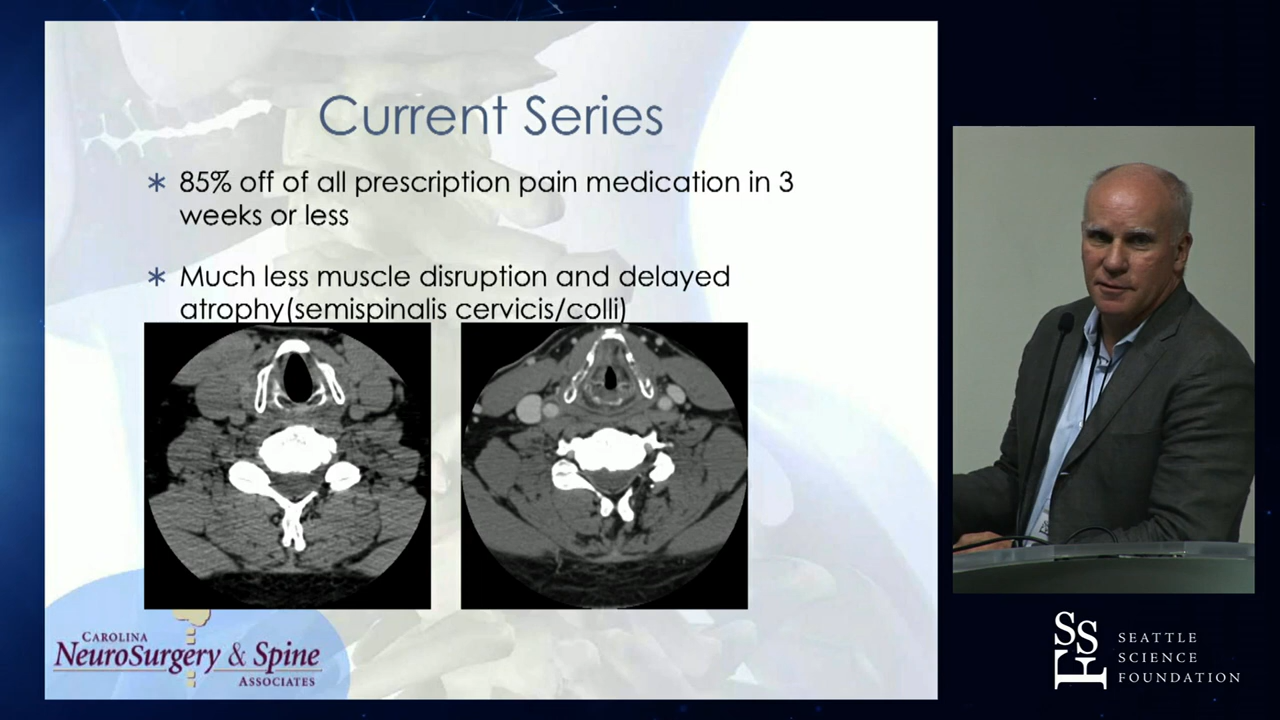 Current Series
* 85% off of all prescription pain medication in 3
weeks or less
* Much less muscle disruption and delayed
atrophy(semispinalis cervicis/colli)
CAROLINA
NEUROSURGERY & SPINE
ASSOCIATES
SSF
SEATTLE
SCIENCE
FOUNDATION